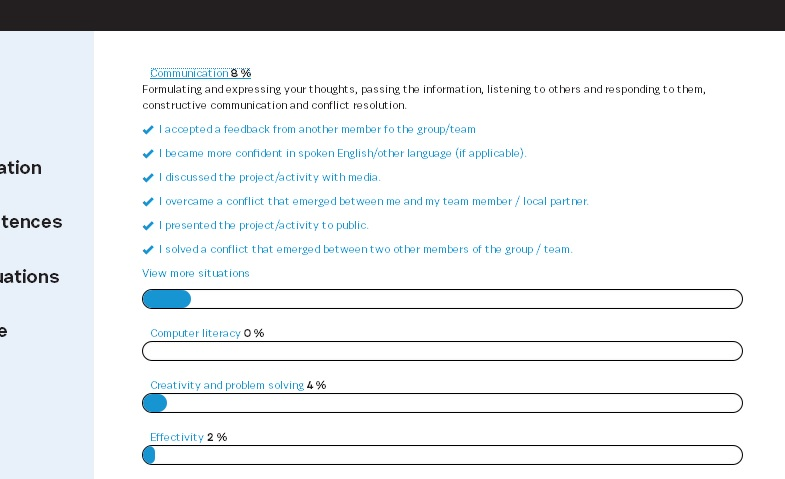 Communication 8 %
Formulating and expressing your thoughts, passing the information, listening to others and responding to them,
constructive communication and conflict resolution.
I accepted a feedback from another member fo the group/team
I became more confident in spoken English/other language (if applicable).
I discussed the project/activity with media.
I overcame a conflict that emerged between me and my team member / local partner.
I presented the project/activity to public.
I solved a conflict that emerged between two other members of the group / team.
View more situations
Computer literacy 0 %
Creativity and problem solving 4 %
Effectivity 2 %
ation
tences
uations
e